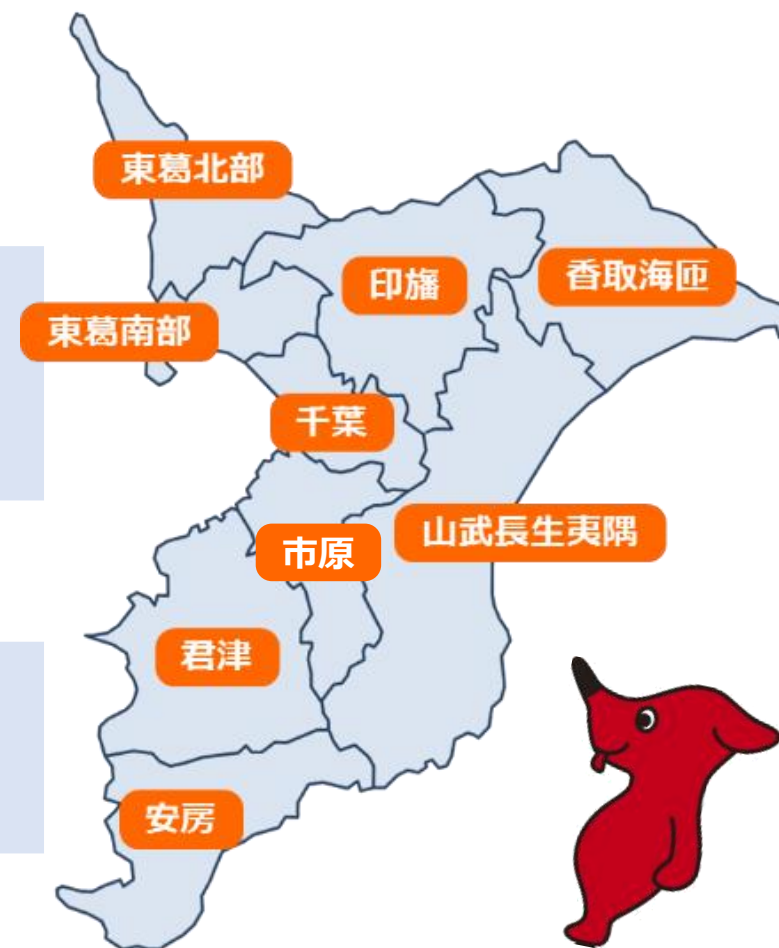 東葛北部
印旛
香取海匝
東葛南部
千葉
山武長生夷隅
市原
君津
安房